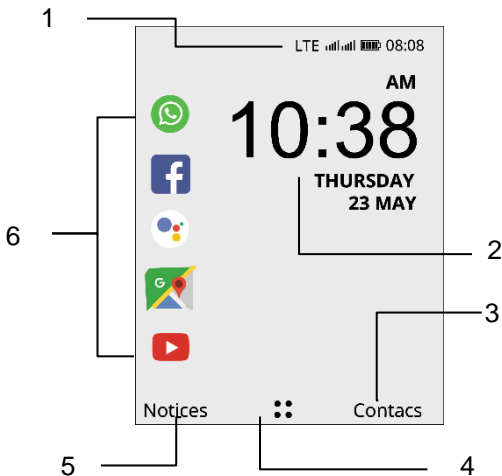 1
LTE 08:08
AM
10:38
THURSDAY
23 MAY
6
2
G
3
Notices Contacs
5
4